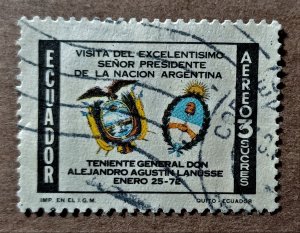 VISITA DEL EXCELENTISIMO
SEÑOR PRESIDENTE
DE LA NACION ARGENTINA
ECUADOR
AEREO 3 SUCRES
TENIENTE GENERAL DON
ALEJANDRO AGUSTIN LANUSSE
ENERO 25-72
IMP. EN EL I.G.M.
QUITO-ECUADOR